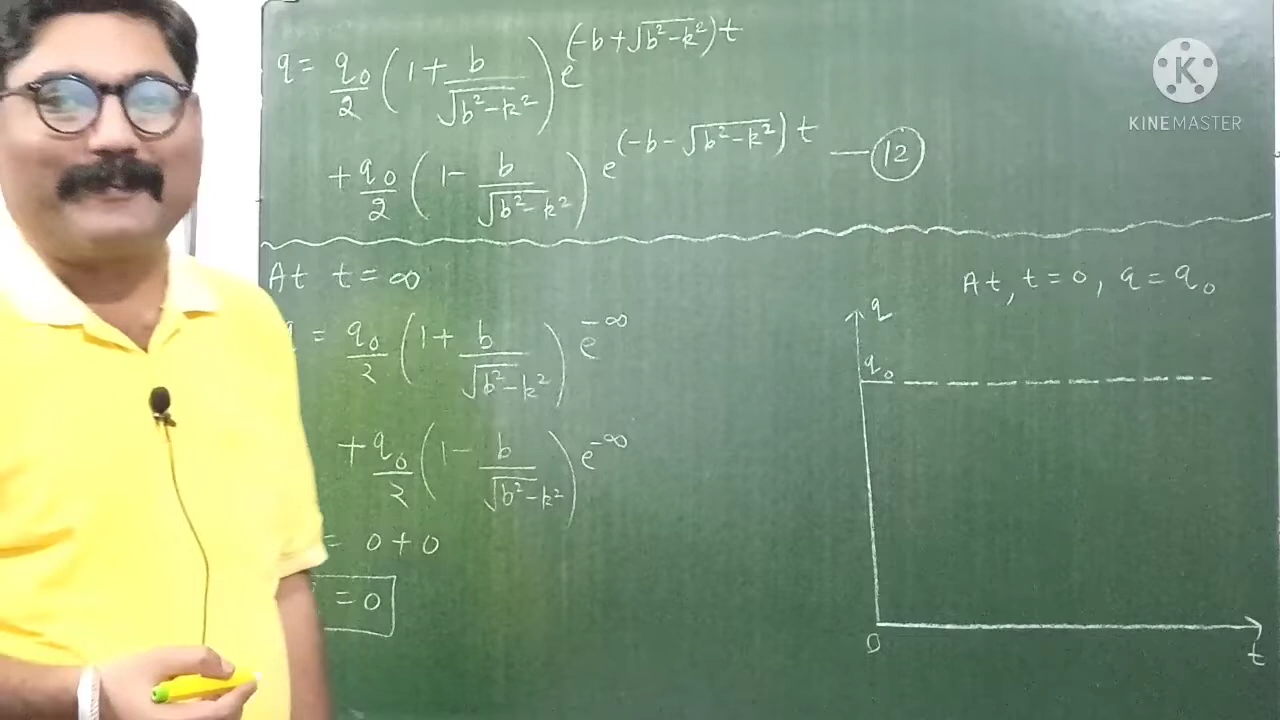 q = q₀/2 (1 + b/√b²-k²) e^(-b+√b²-k²)t
+ q₀/2 (1 - b/√b²-k²) e^(-b-√b²-k²)t — 12
At t = ∞
= q₀/2 (1 + b/√b²-k²) e^-∞
+ q₀/2 (1 - b/√b²-k²) e^-∞
= 0 + 0
= 0
At, t = 0, q = q₀
q
q₀
0
t
K
KINEMASTER